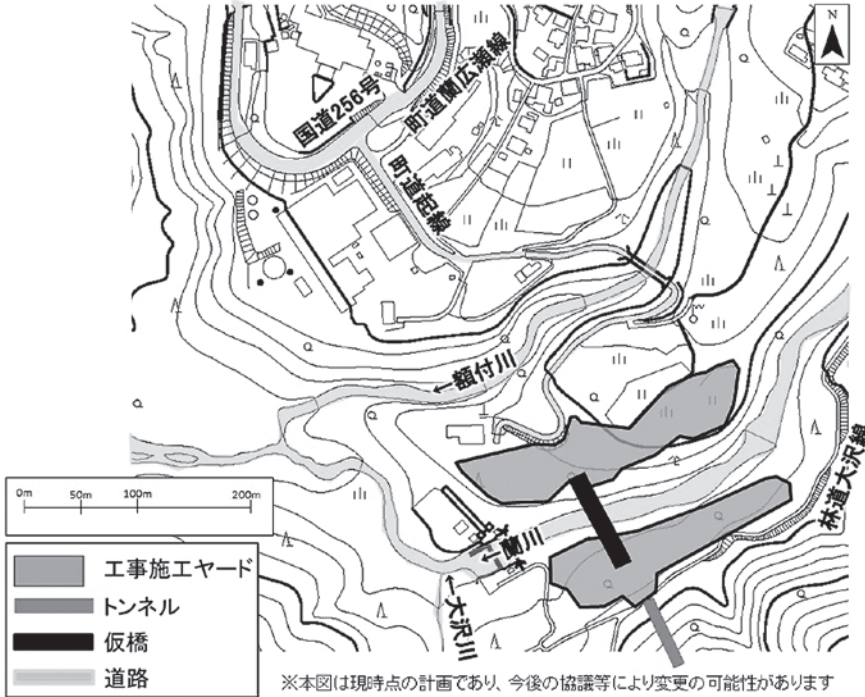 国道256号
町道蘭広瀬線
町道起線
←額付川
林道大沢線
←蘭川
←大沢川
0m 50m 100m 200m
工事施工ヤード
トンネル
仮橋
道路
※本図は現時点の計画であり、今後の協議等により変更の可能性があります